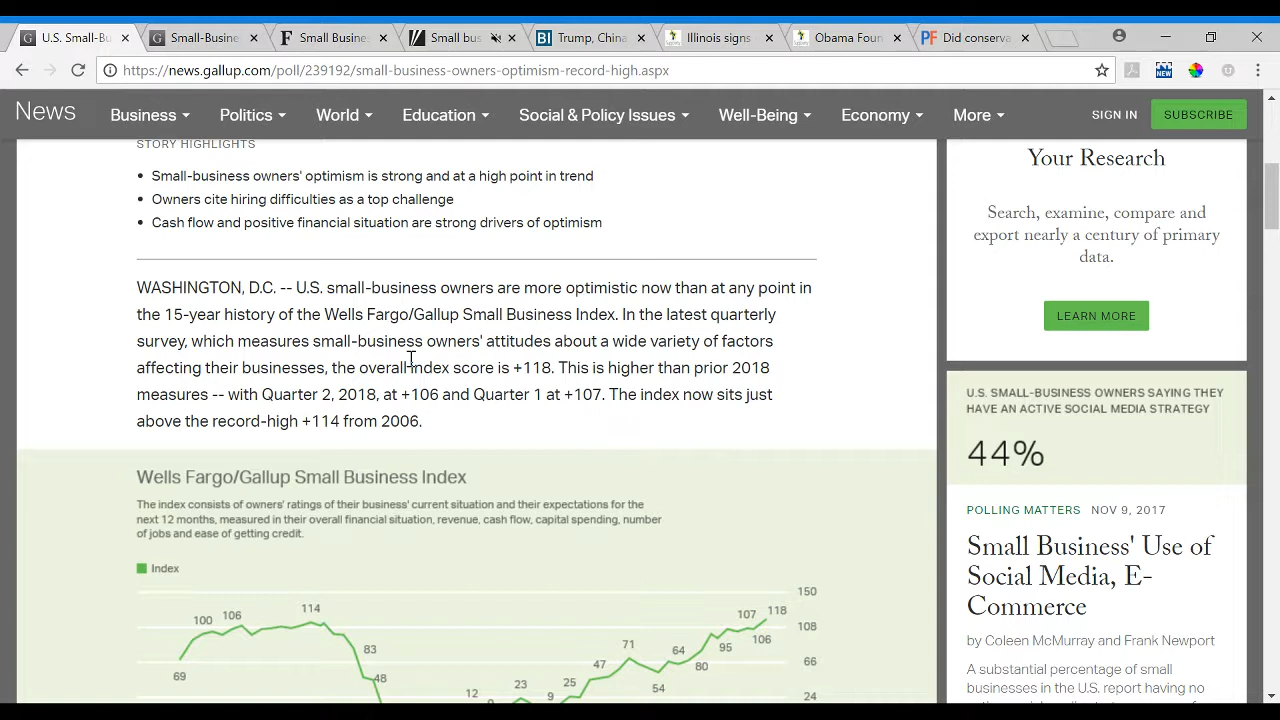 U.S. Small-Bu
Small-Busine
Small Busine
Small bus
Trump, China
Illinois signs
Obama Foun
Did conserva
https://news.gallup.com/poll/239192/small-business-owners-optimism-record-high.aspx
News
Business
Politics
World
Education
Social & Policy Issues
Well-Being
Economy
More
SIGN IN
SUBSCRIBE
STORY HIGHLIGHTS
Small-business owners' optimism is strong and at a high point in trend
Owners cite hiring difficulties as a top challenge
Cash flow and positive financial situation are strong drivers of optimism
WASHINGTON, D.C. -- U.S. small-business owners are more optimistic now than at any point in
the 15-year history of the Wells Fargo/Gallup Small Business Index. In the latest quarterly
survey, which measures small-business owners' attitudes about a wide variety of factors
affecting their businesses, the overall index score is +118. This is higher than prior 2018
measures -- with Quarter 2, 2018, at +106 and Quarter 1 at +107. The index now sits just
above the record-high +114 from 2006.
Wells Fargo/Gallup Small Business Index
The index consists of owners' ratings of their business' current situation and their expectations for the
next 12 months, measured in their overall financial situation, revenue, cash flow, capital spending, number
of jobs and ease of getting credit.
Index
150
108
66
24
69
100
106
114
83
48
12
23
9
25
47
71
54
64
80
95
107
106
118
Your Research
Search, examine, compare and
export nearly a century of primary
data.
LEARN MORE
U.S. SMALL-BUSINESS OWNERS SAYING THEY
HAVE AN ACTIVE SOCIAL MEDIA STRATEGY
44%
POLLING MATTERS NOV 9, 2017
Small Business' Use of
Social Media, E-
Commerce
by Coleen McMurray and Frank Newport
A substantial percentage of small
businesses in the U.S. report having no